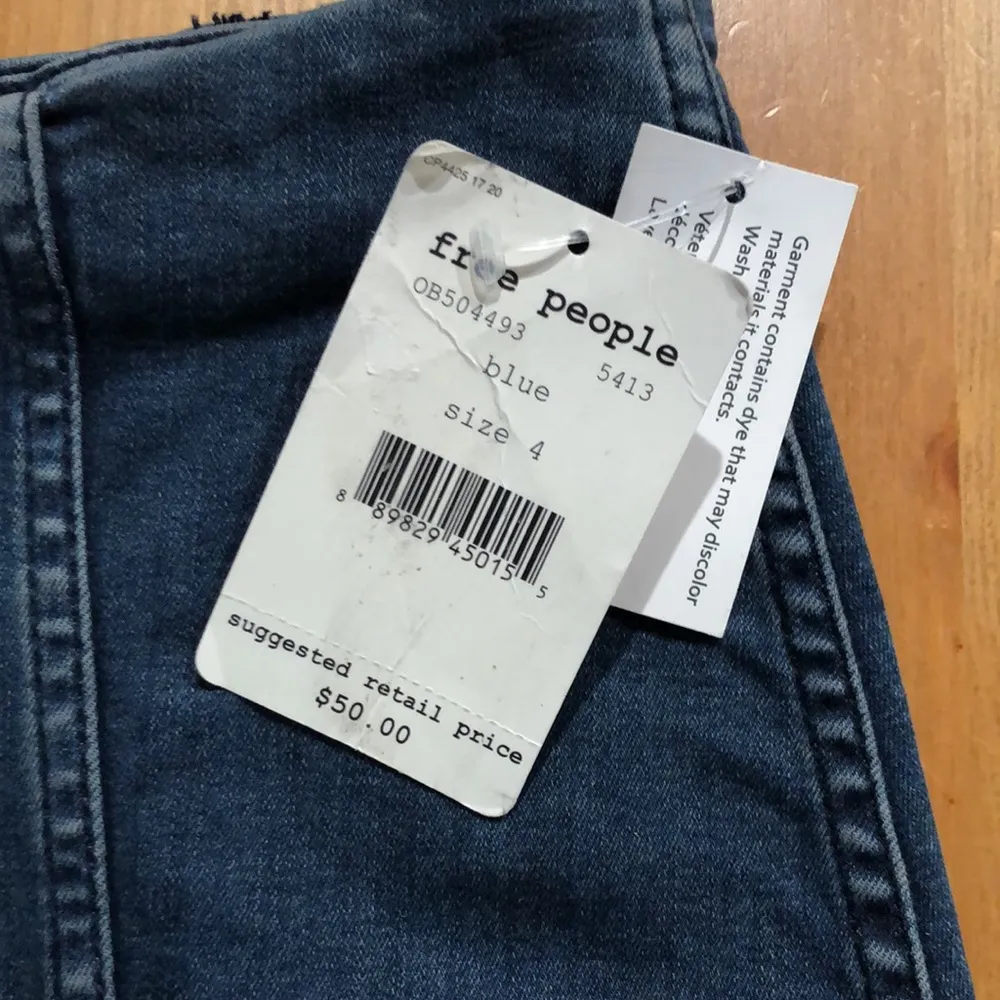 CP4425 17 20
free people
OB504493 5413
blue
size 4
8 89829 45015 5
suggested retail price
$50.00
Garment contains dye that may discolor
materials it contacts.
Wash